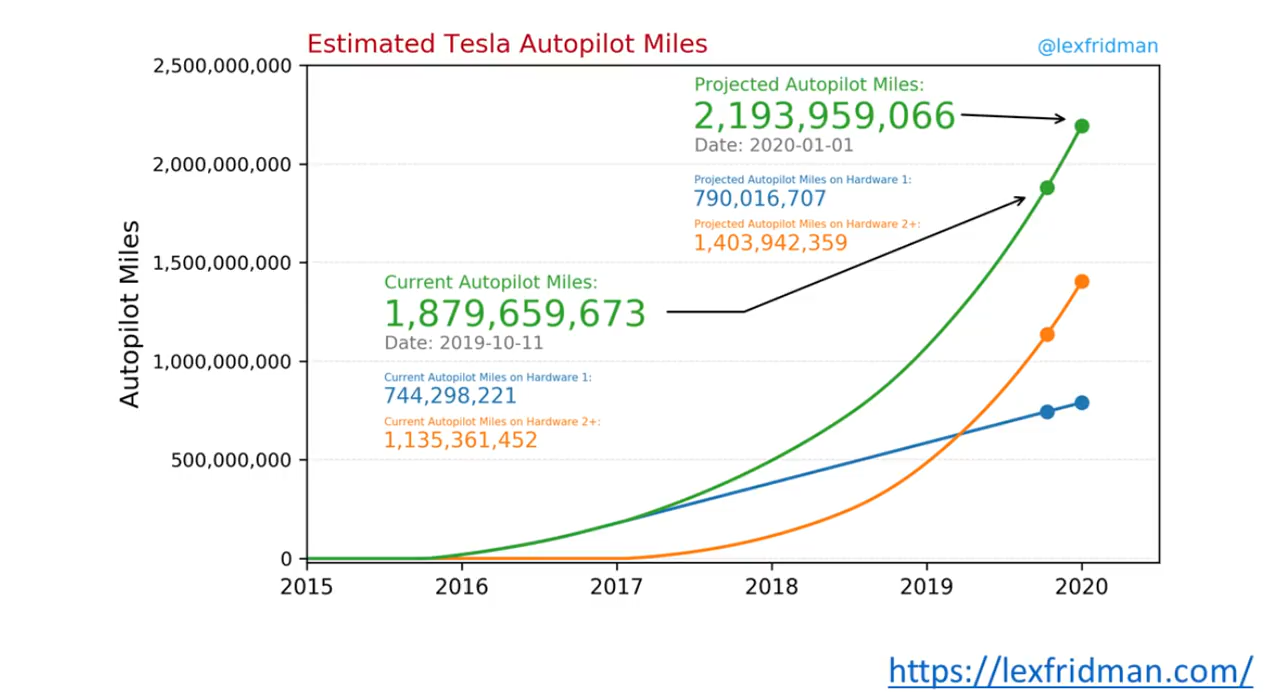 Estimated Tesla Autopilot Miles
@lexfridman
2,500,000,000
2,000,000,000
1,500,000,000
1,000,000,000
500,000,000
0
Autopilot Miles
Projected Autopilot Miles:
2,193,959,066
Date: 2020-01-01
Projected Autopilot Miles on Hardware 1:
790,016,707
Projected Autopilot Miles on Hardware 2+:
1,403,942,359
Current Autopilot Miles:
1,879,659,673
Date: 2019-10-11
Current Autopilot Miles on Hardware 1:
744,298,221
Current Autopilot Miles on Hardware 2+:
1,135,361,452
2015 2016 2017 2018 2019 2020
https://lexfridman.com/